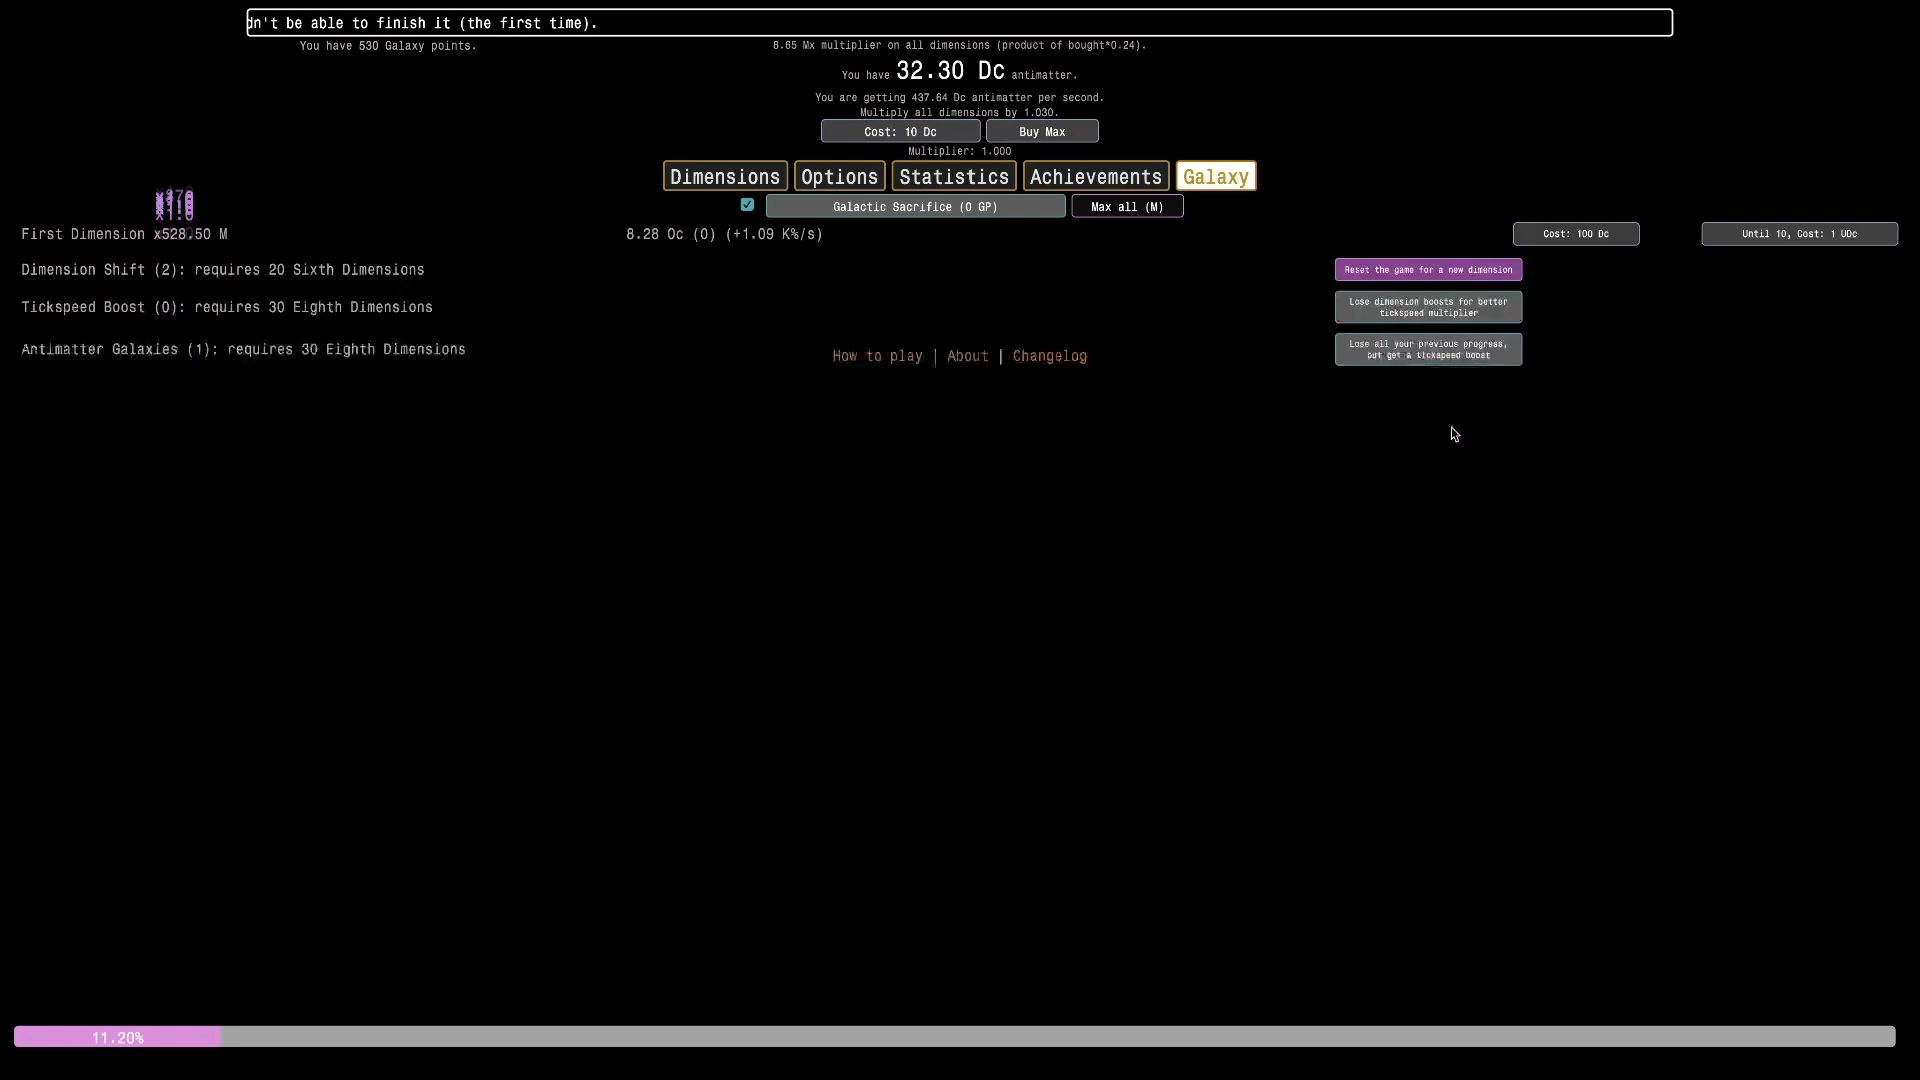 dn't be able to finish it (the first time).
You have 530 Galaxy points.
8.65 Mx multiplier on all dimensions (product of bought*0.24).
You have 32.30 Dc antimatter.
You are getting 437.64 Dc antimatter per second.
Multiply all dimensions by 1.030.
Cost: 10 Dc Buy Max
Multiplier: 1.000
Dimensions Options Statistics Achievements Galaxy
Galactic Sacrifice (0 GP) Max all (M)
First Dimension x528.50 M 8.28 Oc (0) (+1.09 K%/s) Cost: 100 Dc Until 10, Cost: 1 UDc
Dimension Shift (2): requires 20 Sixth Dimensions Reset the game for a new dimension
Tickspeed Boost (0): requires 30 Eighth Dimensions Lose dimension boosts for better
tickspeed multiplier
Antimatter Galaxies (1): requires 30 Eighth Dimensions Lose all your previous progress,
but get a tickspeed boost
How to play | About | Changelog
11.20%